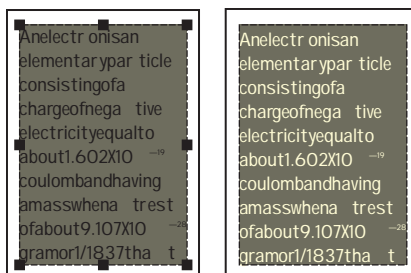 Anelectr onisan
elementarypar ticle
consistingofa
chargeofnega tive
electricityequalto
about1.602X10 —19
coulombandhaving
amasswhena trest
ofabout9.107X10 —28
gramor1/1837tha t
Anelectr onisan
elementarypar ticle
consistingofa
chargeofnega tive
electricityequalto
about1.602X10 —19
coulombandhaving
amasswhena trest
ofabout9.107X10 —28
gramor1/1837tha t